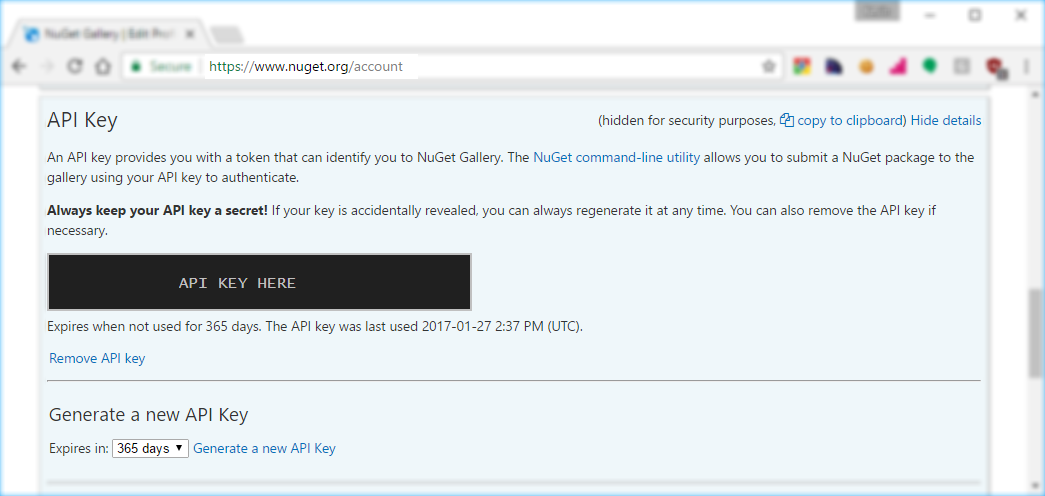 NuGet Gallery | Edit Prof
Secure
https://www.nuget.org/account
API Key
(hidden for security purposes, copy to clipboard) Hide details
An API key provides you with a token that can identify you to NuGet Gallery. The NuGet command-line utility allows you to submit a NuGet package to the
gallery using your API key to authenticate.
Always keep your API key a secret! If your key is accidentally revealed, you can always regenerate it at any time. You can also remove the API key if
necessary.
API KEY HERE
Expires when not used for 365 days. The API key was last used 2017-01-27 2:37 PM (UTC).
Remove API key
Generate a new API Key
Expires in: 365 days Generate a new API Key